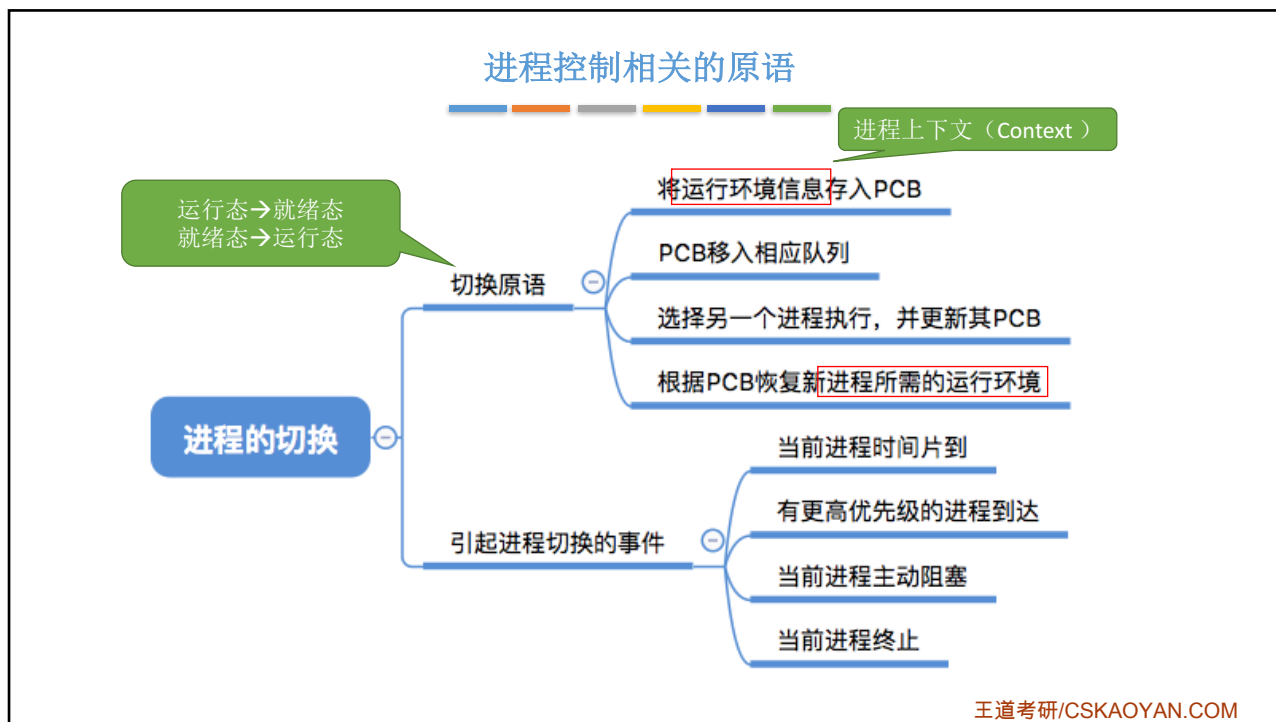 进程控制相关的原语
进程上下文（Context ）
运行态→就绪态
就绪态→运行态
将运行环境信息存入PCB
PCB移入相应队列
切换原语
选择另一个进程执行，并更新其PCB
根据PCB恢复新进程所需的运行环境
进程的切换
当前进程时间片到
有更高优先级的进程到达
引起进程切换的事件
当前进程主动阻塞
当前进程终止
王道考研/CSKAOYAN.COM